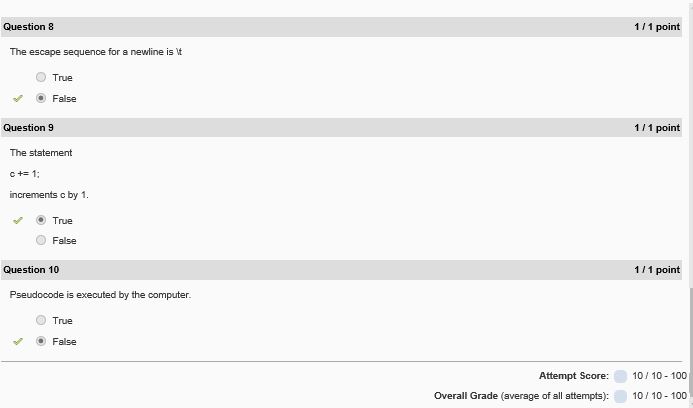 Question 8 1 / 1 point
The escape sequence for a newline is \t
True
False
Question 9 1 / 1 point
The statement
c += 1;
increments c by 1.
True
False
Question 10 1 / 1 point
Pseudocode is executed by the computer.
True
False
Attempt Score: 10 / 10 - 100
Overall Grade (average of all attempts): 10 / 10 - 100